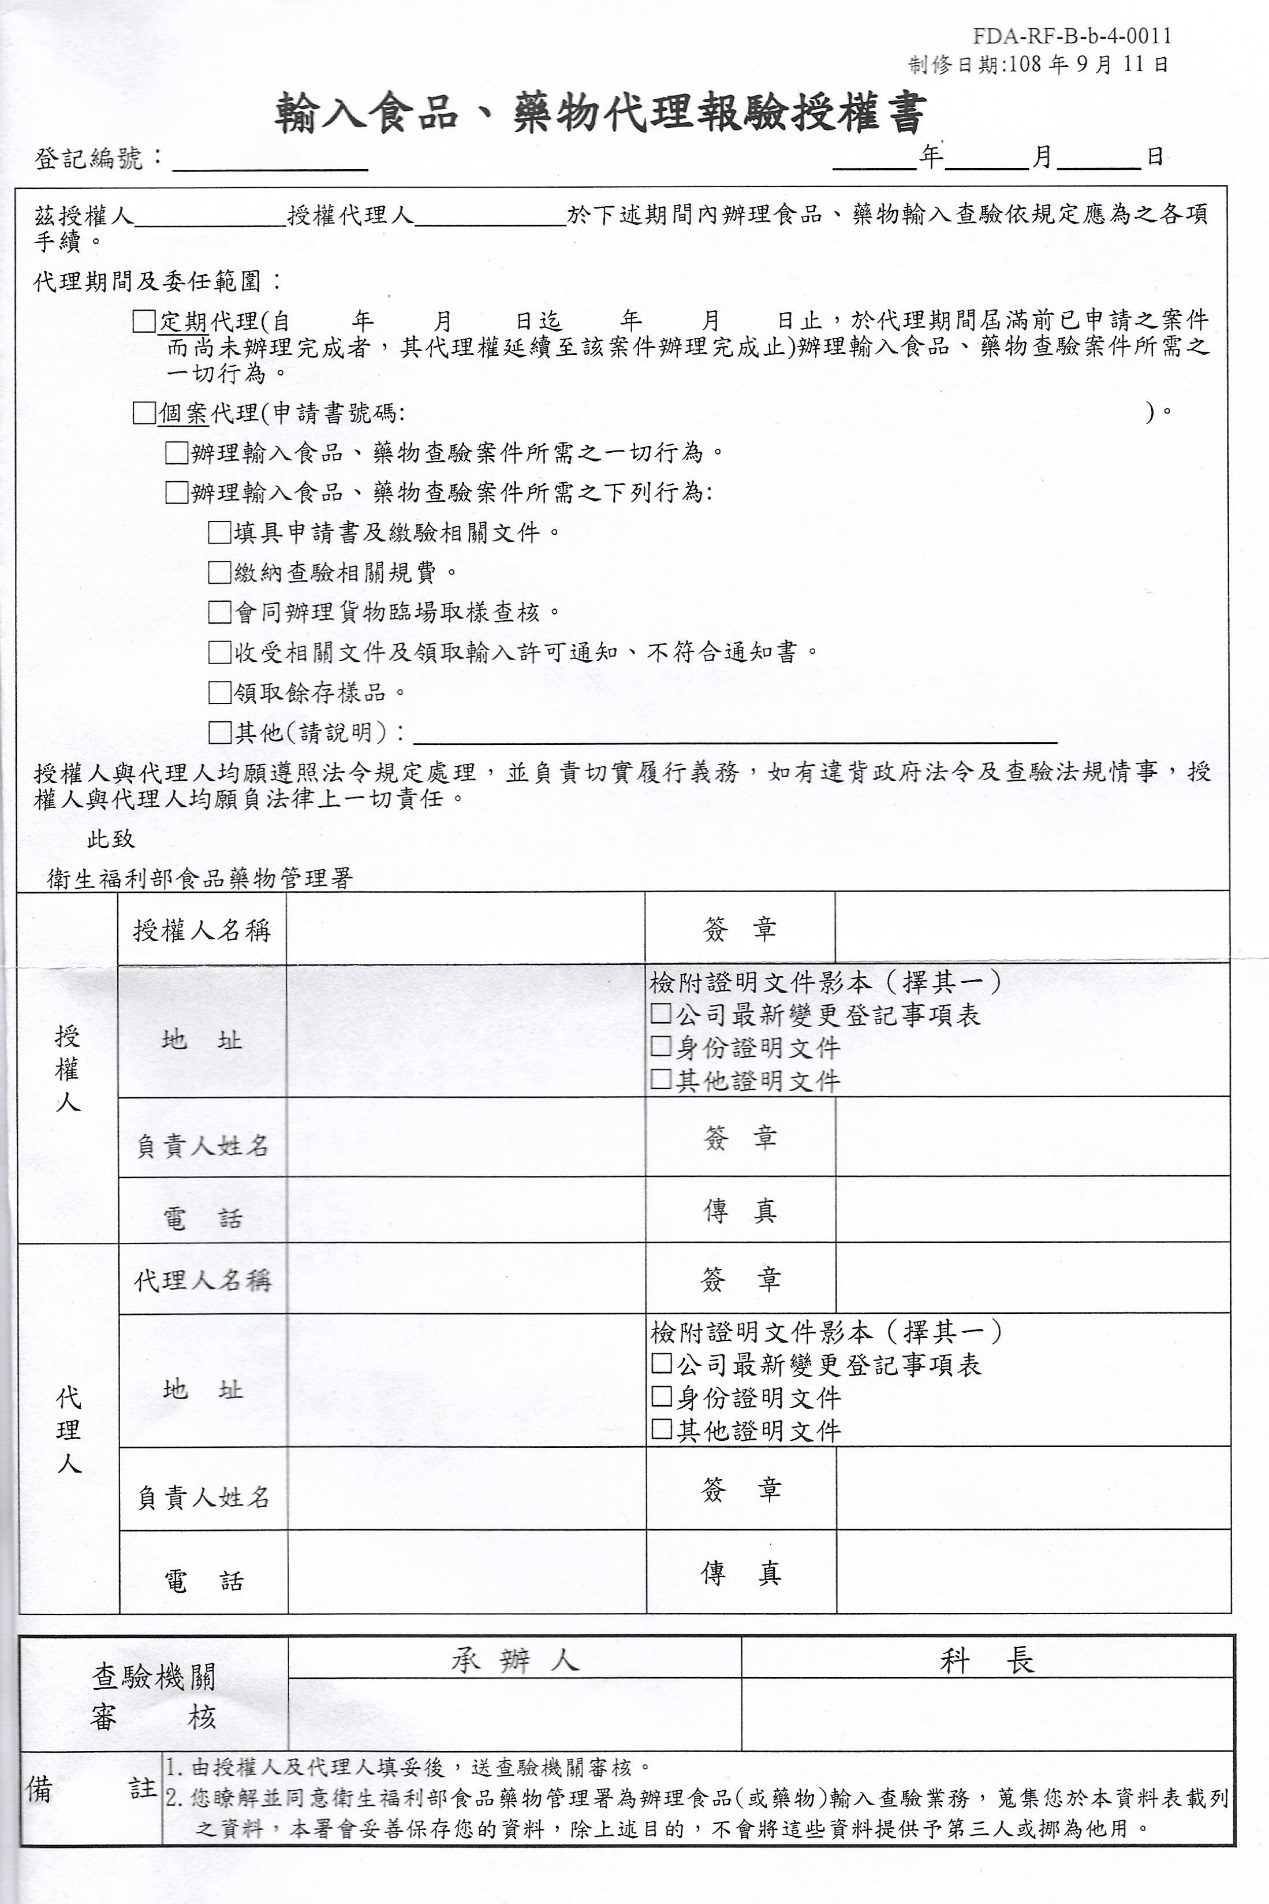 FDA-RF-B-b-4-0011
制修日期:108 年 9 月 11 日
輸入食品、藥物代理報驗授權書
登記編號：＿＿＿＿＿＿＿ ＿＿＿年＿＿＿月＿＿＿日
茲授權人＿＿＿＿＿＿授權代理人＿＿＿＿＿＿於下述期間內辦理食品、藥物輸入查驗依規定應為之各項
手續。
代理期間及委任範圍：
□定期代理(自 年 月 日迄 年 月 日止，於代理期間屆滿前已申請之案件
而尚未辦理完成者，其代理權延續至該案件辦理完成止)辦理輸入食品、藥物查驗案件所需之
一切行為。
□個案代理(申請書號碼: )。
□辦理輸入食品、藥物查驗案件所需之一切行為。
□辦理輸入食品、藥物查驗案件所需之下列行為:
□填具申請書及繳驗相關文件。
□繳納查驗相關規費。
□會同辦理貨物臨場取樣查核。
□收受相關文件及領取輸入許可通知、不符合通知書。
□領取餘存樣品。
□其他(請說明)：＿＿＿＿＿＿＿＿＿＿＿＿＿＿＿＿＿＿＿＿
授權人與代理人均願遵照法令規定處理，並負責切實履行義務，如有違背政府法令及查驗法規情事，授
權人與代理人均願負法律上一切責任。
此致
衛生福利部食品藥物管理署
授權人
授權人名稱 簽 章
地 址
檢附證明文件影本（擇其一）
□公司最新變更登記事項表
□身份證明文件
□其他證明文件
負責人姓名 簽 章
電 話 傳 真
代理人
代理人名稱 簽 章
地 址
檢附證明文件影本（擇其一）
□公司最新變更登記事項表
□身份證明文件
□其他證明文件
負責人姓名 簽 章
電 話 傳 真
查驗機關
審 核
承 辦 人 科 長
備 註
1. 由授權人及代理人填妥後，送查驗機關審核。
2. 您瞭解並同意衛生福利部食品藥物管理署為辦理食品(或藥物)輸入查驗業務，蒐集您於本資料表載列
之資料，本署會妥善保存您的資料，除上述目的，不會將這些資料提供予第三人或挪為他用。